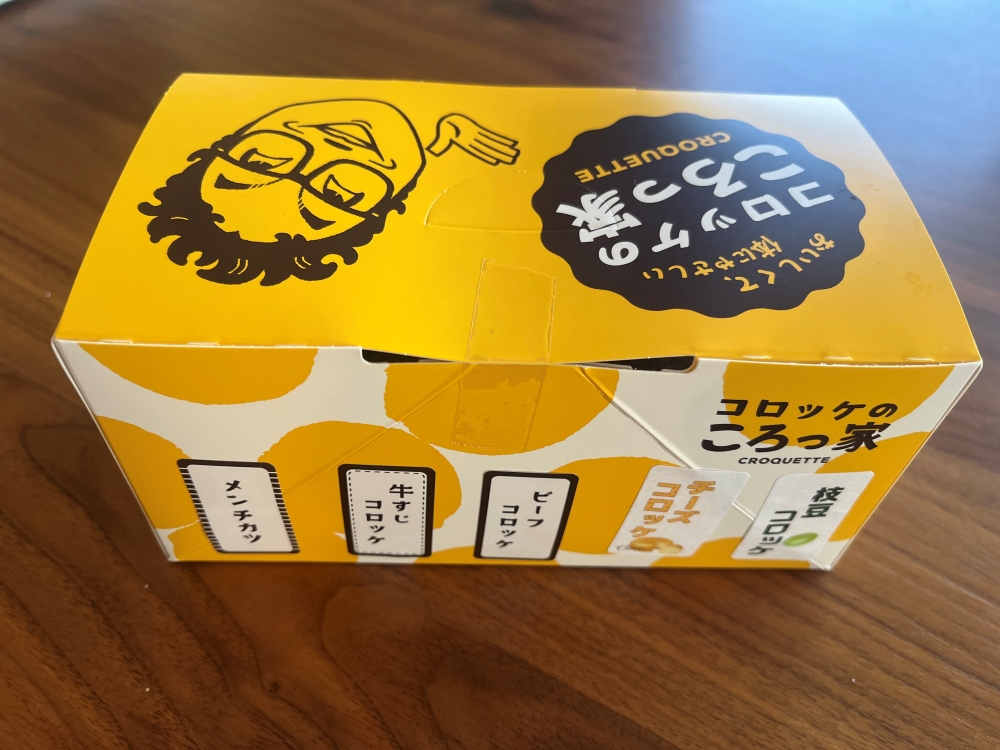 おいしくて、
体にやさしい
コロッケの
ころっ家
CROQUETTE
コロッケの
ころっ家
CROQUETTE
メンチカツ
牛すじ
コロッケ
ビーフ
コロッケ
チーズ
コロッケ
枝豆
コロッケ